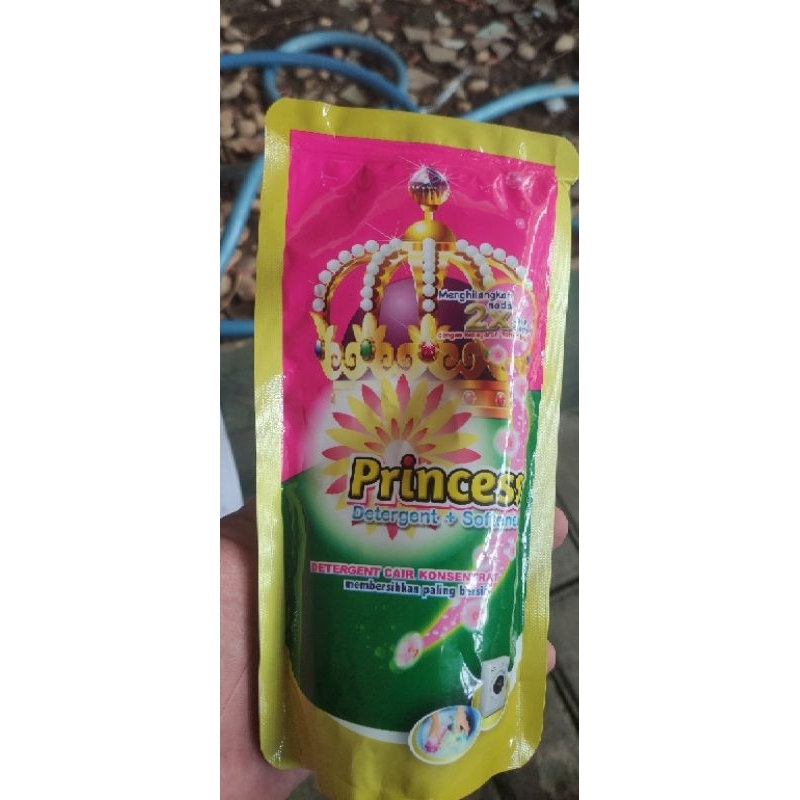 Menghilangkan
noda
2X
Princess
Detergent + Softener
DETERGENT CAIR KONSENTRAT
membersihkan paling bersih